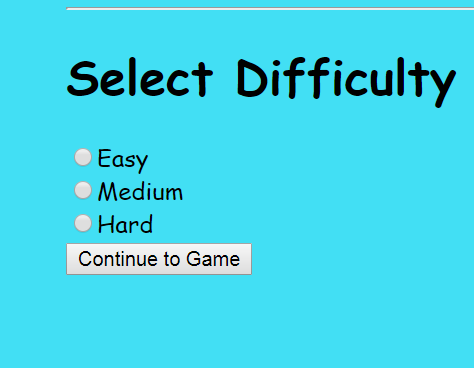 Select Difficulty
Easy
Medium
Hard
Continue to Game